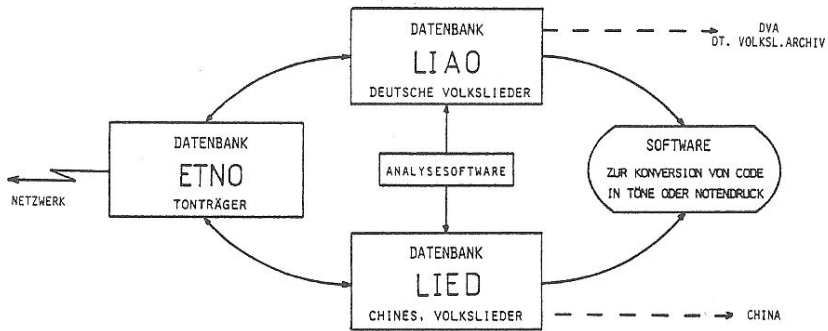 DATENBANK
LIAO
DEUTSCHE VOLKSLIEDER
DVA
DT. VOLKSL.ARCHIV
DATENBANK
ETNO
TONTRÄGER
NETZWERK
ANALYSESOFTWARE
SOFTWARE
ZUR KONVERSION VON CODE
IN TÖNE ODER NOTENDRUCK
DATENBANK
LIED
CHINES. VOLKSLIEDER
CHINA